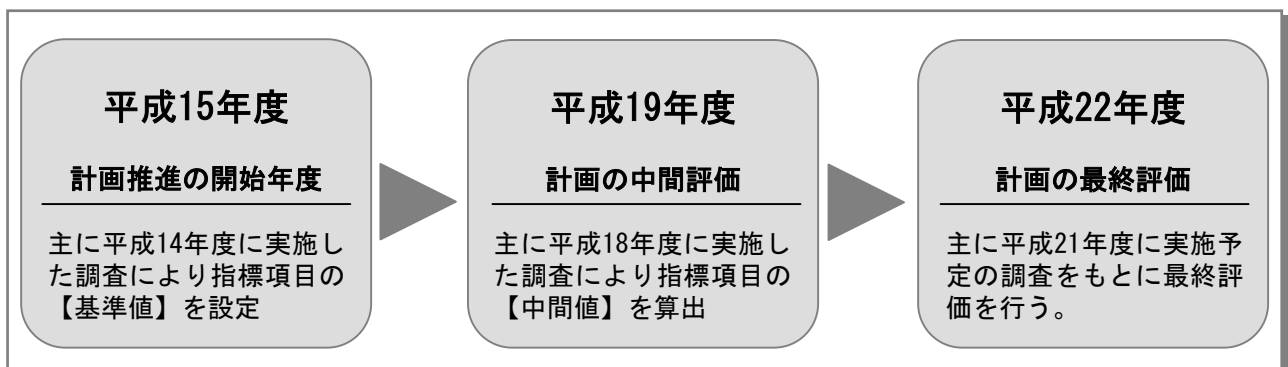 平成15年度
計画推進の開始年度
主に平成14年度に実施し
た調査により指標項目の
【基準値】を設定
平成19年度
計画の中間評価
主に平成18年度に実施し
た調査により指標項目の
【中間値】を算出
平成22年度
計画の最終評価
主に平成21年度に実施予
定の調査をもとに最終評
価を行う。